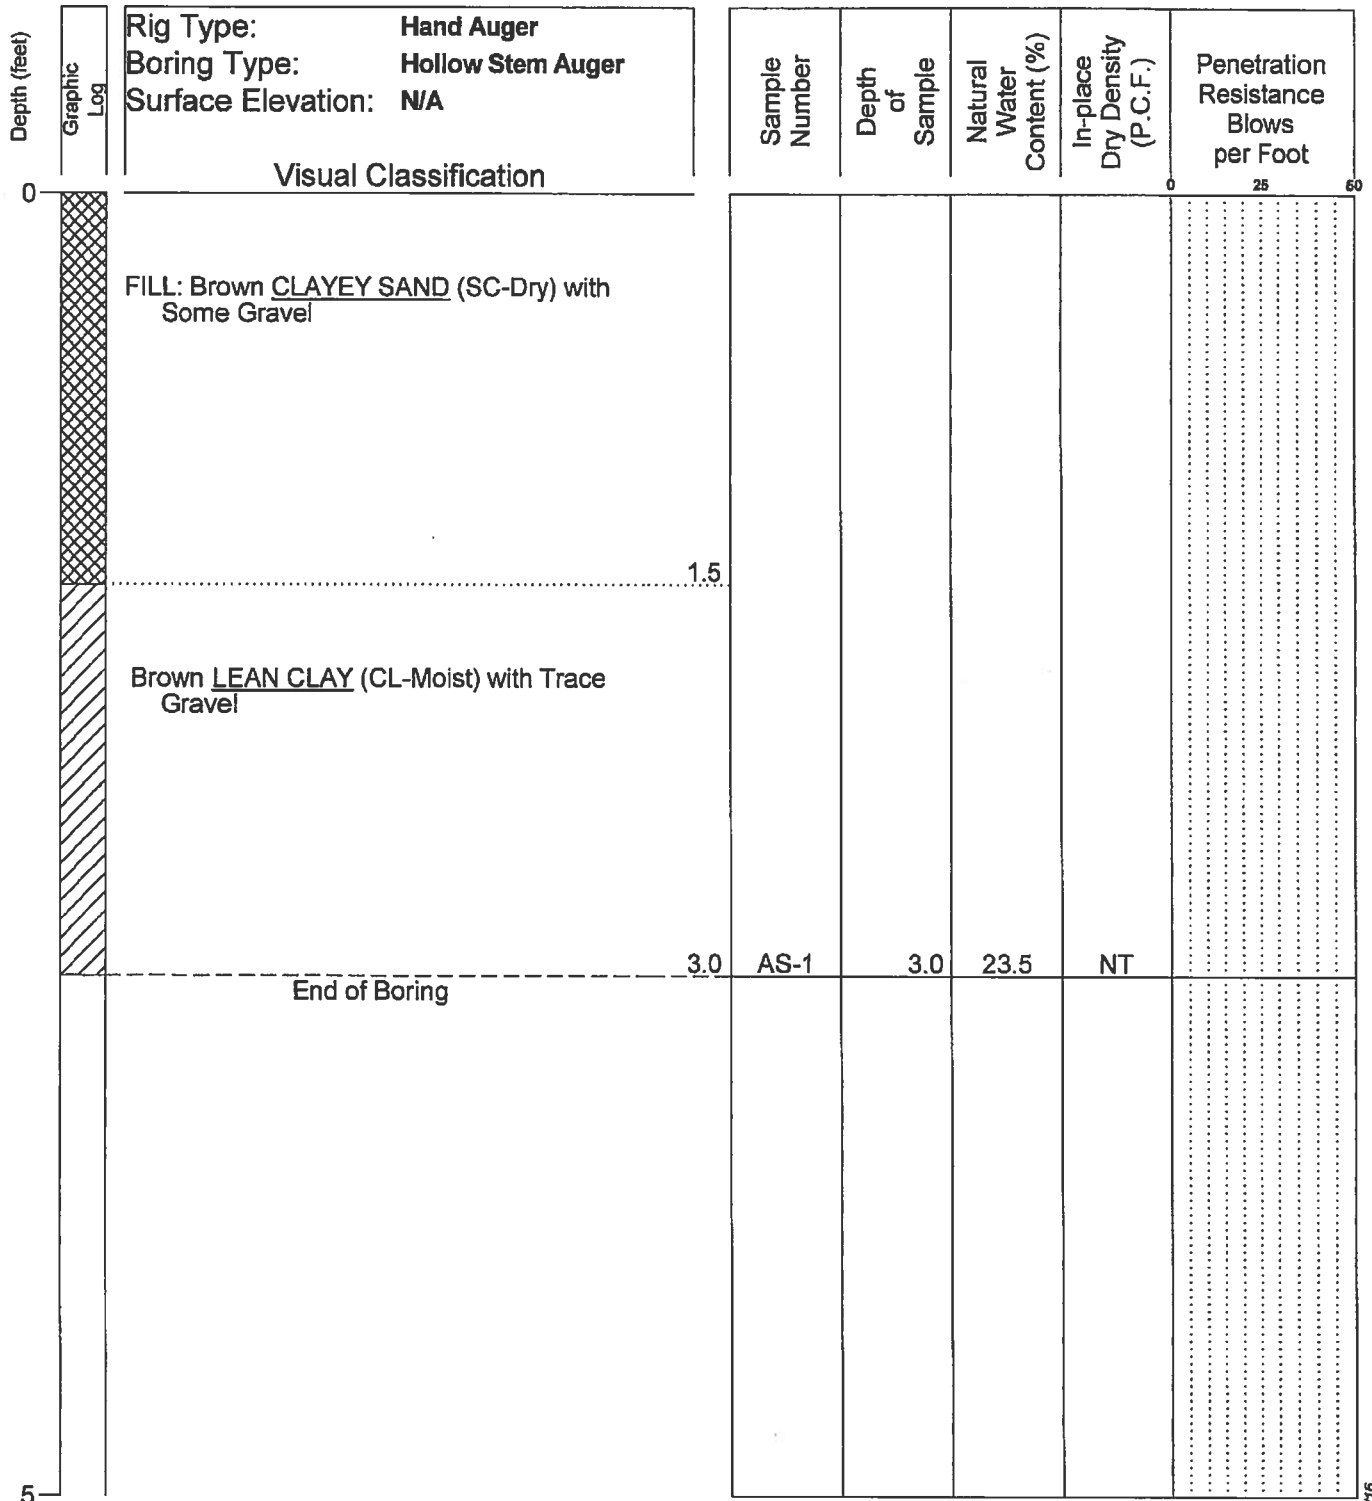 Depth (feet)
Graphic
Log
Rig Type: Hand Auger
Boring Type: Hollow Stem Auger
Surface Elevation: N/A
Visual Classification
Sample
Number
Depth
of
Sample
Natural
Water
Content (%)
In-place
Dry Density
(P.C.F.)
Penetration
Resistance
Blows
per Foot
0 25 50
0
FILL: Brown CLAYEY SAND (SC-Dry) with
Some Gravel
1.5
Brown LEAN CLAY (CL-Moist) with Trace
Gravel
3.0 AS-1 3.0 23.5 NT
End of Boring
5